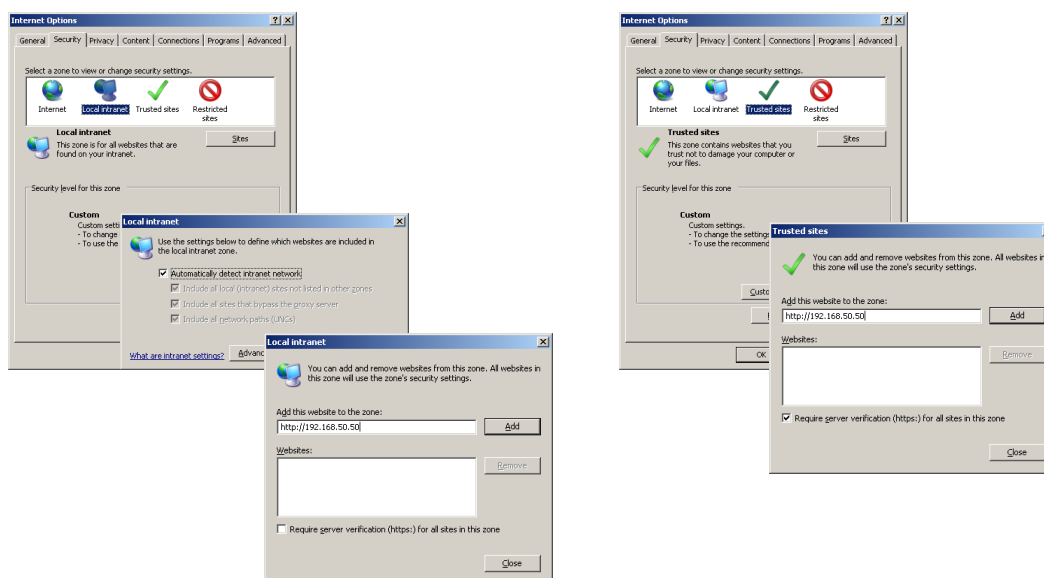 Internet Options
General Security Privacy Content Connections Programs Advanced
Select a zone to view or change security settings.
Internet Local intranet Trusted sites Restricted sites
Local intranet
This zone is for all websites that are
found on your intranet.
Sites
Security level for this zone
Custom
Custom setti
- To change
- To use the
Local intranet
Use the settings below to define which websites are included in
the local intranet zone.
Automatically detect intranet network
Include all local (intranet) sites not listed in other zones
Include all sites that bypass the proxy server
Include all network paths (UNCs)
What are intranet settings? Advanc
Local intranet
You can add and remove websites from this zone. All websites in
this zone will use the zone's security settings.
Add this website to the zone:
http://192.168.50.50 Add
Websites:
Remove
Require server verification (https:) for all sites in this zone
Close
Internet Options
General Security Privacy Content Connections Programs Advanced
Select a zone to view or change security settings.
Internet Local intranet Trusted sites Restricted sites
Trusted sites
This zone contains websites that you
trust not to damage your computer or
your files.
Sites
Security level for this zone
Custom
Custom settings.
- To change the settings
- To use the recommend
Custo
OK
Trusted sites
You can add and remove websites from this zone. All websites in
this zone will use the zone's security settings.
Add this website to the zone:
http://192.168.50.50 Add
Websites:
Remove
Require server verification (https:) for all sites in this zone
Close